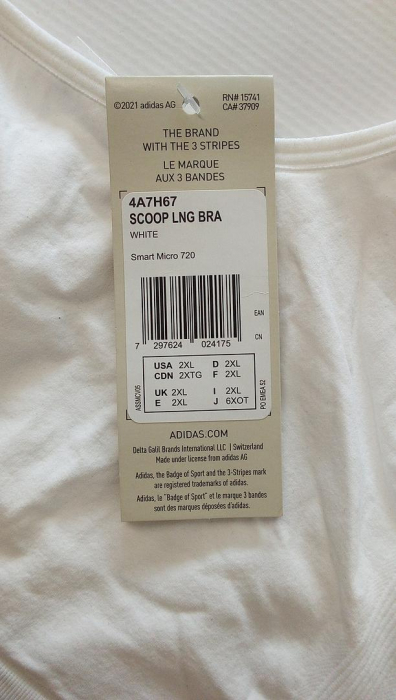 ©2021 adidas AG
RN# 15741
CA# 37909
THE BRAND
WITH THE 3 STRIPES
LE MARQUE
AUX 3 BANDES
4A7H67
SCOOP LNG BRA
WHITE
Smart Micro 720
EAN
CN
7 297624 024175
USA 2XL D 2XL
CDN 2XTG F 2XL
UK 2XL I 2XL
E 2XL J 6XOT
PO EMEA 52
ADIDAS.COM
Delta Galil Brands International LLC | Switzerland
Made under license from adidas AG
Adidas, the Badge of Sport and the 3-Stripes mark
are registered trademarks of adidas.
Adidas, le "Badge of Sport" et le marque 3 bandes
sont des marques déposées d'adidas.